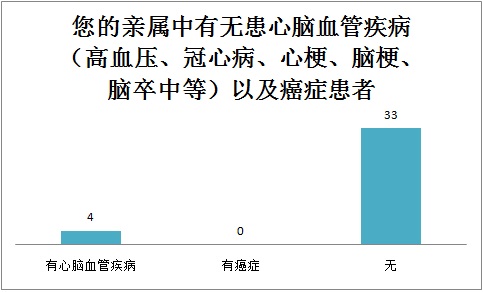 您的亲属中有无患心脑血管疾病
（高血压、冠心病、心梗、脑梗、
脑卒中等）以及癌症患者
33
4
0
有心脑血管疾病
有癌症
无